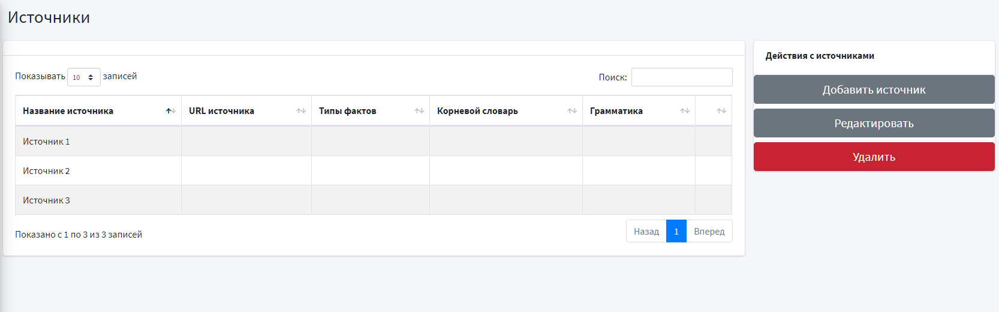 Источники
Действия с источниками
Показывать 10 записей
Поиск:
Добавить источник
Название источника URL источника Типы фактов Корневой словарь Грамматика
Редактировать
Источник 1
Удалить
Источник 2
Источник 3
Показано с 1 по 3 из 3 записей
Назад 1 Вперед